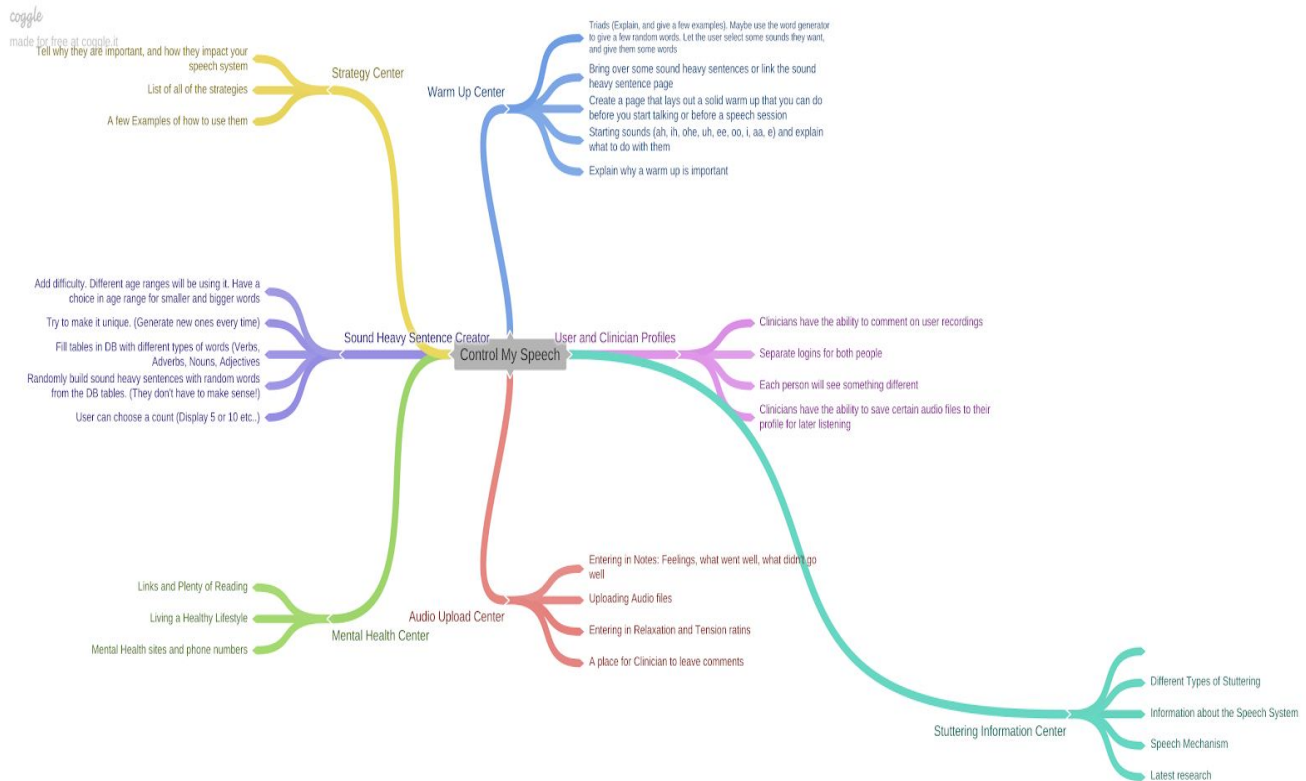 coggle
made for free at coggle.it
Tell why they are important, and how they impact your
speech system
List of all of the strategies
A few Examples of how to use them
Strategy Center
Warm Up Center
Triads (Explain, and give a few examples). Maybe use the word generator
to give a few random words. Let the user select some sounds they want,
and give them some words
Bring over some sound heavy sentences or link the sound
heavy sentence page
Create a page that lays out a solid warm up that you can do
before you start talking or before a speech session
Starting sounds (ah, ih, ohe, uh, ee, oo, i, aa, e) and explain
what to do with them
Explain why a warm up is important
Add difficulty. Different age ranges will be using it. Have a
choice in age range for smaller and bigger words
Try to make it unique. (Generate new ones every time)
Fill tables in DB with different types of words (Verbs,
Adverbs, Nouns, Adjectives
Randomly build sound heavy sentences with random words
from the DB tables. (They don't have to make sense!)
User can choose a count (Display 5 or 10 etc..)
Sound Heavy Sentence Creator
Control My Speech
User and Clinician Profiles
Clinicians have the ability to comment on user recordings
Separate logins for both people
Each person will see something different
Clinicians have the ability to save certain audio files to their
profile for later listening
Links and Plenty of Reading
Living a Healthy Lifestyle
Mental Health sites and phone numbers
Mental Health Center
Audio Upload Center
Entering in Notes: Feelings, what went well, what didn't go
well
Uploading Audio files
Entering in Relaxation and Tension ratins
A place for Clinician to leave comments
Stuttering Information Center
Different Types of Stuttering
Information about the Speech System
Speech Mechanism
Latest research